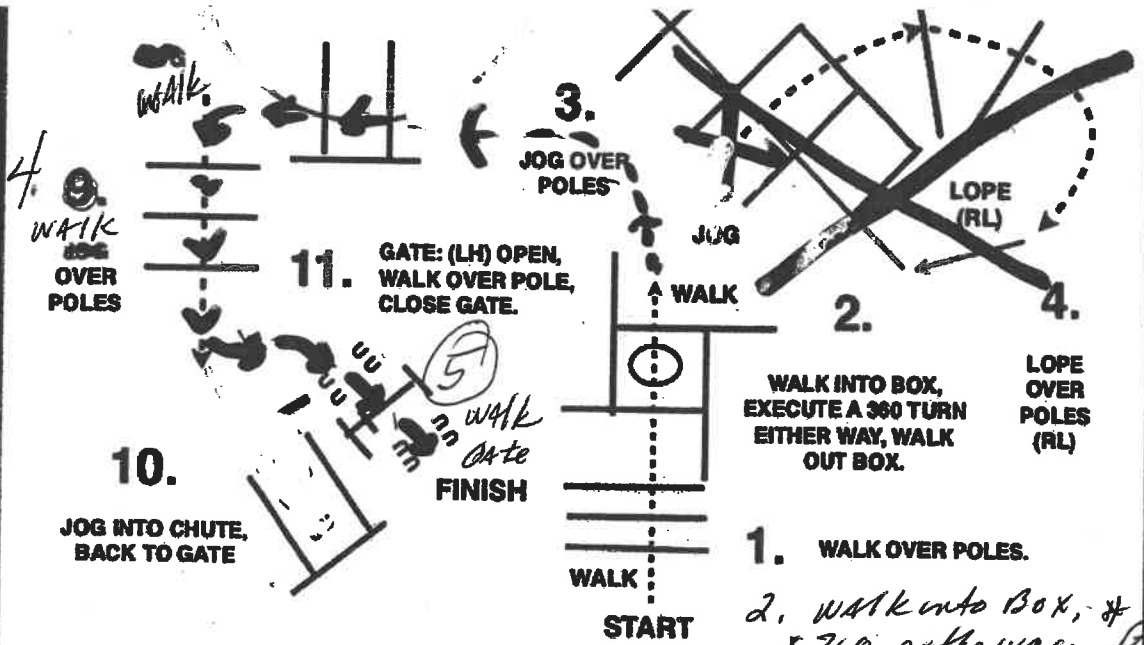 WALK
3.
JOG OVER
POLES
JOG
LOPE
(RL)
4.
9.
WALK
JOG
OVER
POLES
11.
GATE: (LH) OPEN,
WALK OVER POLE,
CLOSE GATE.
WALK
2.
WALK INTO BOX,
EXECUTE A 360 TURN
EITHER WAY, WALK
OUT BOX.
4.
LOPE
OVER
POLES
(RL)
5
WALK
Gate
FINISH
10.
JOG INTO CHUTE,
BACK TO GATE
1. WALK OVER POLES.
WALK
START
2. WALK into Box,